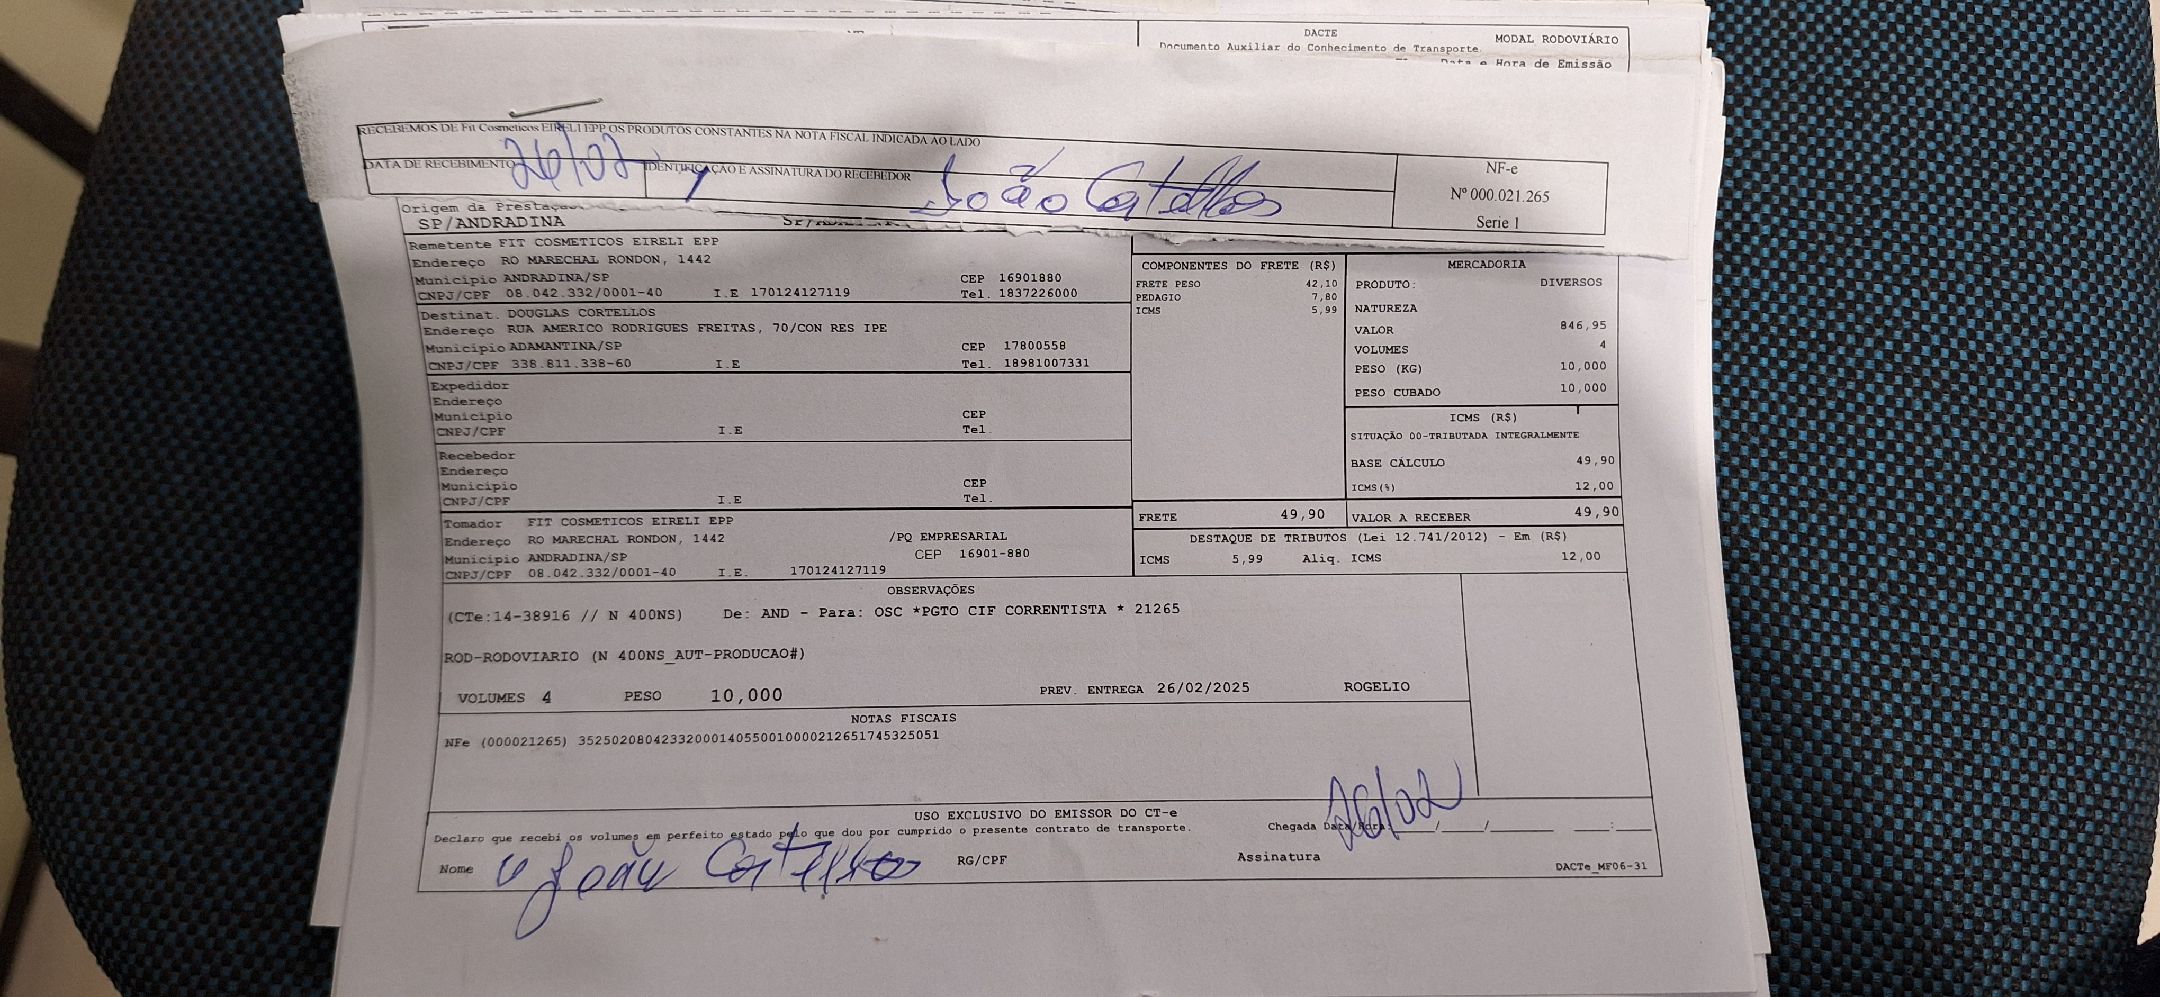 DACTE
MODAL RODOVIÁRIO
Documento Auxiliar do Conhecimento de Transporte
Data e Hora de Emissão
RECEBEMOS DE Fit Cosmeticos EIRELI EPP OS PRODUTOS CONSTANTES NA NOTA FISCAL INDICADA AO LADO
DATA DE RECEBIMENTO 26/02
IDENTIFICAÇÃO E ASSINATURA DO RECEBEDOR
João
NF-e
Nº 000.021.265
Serie 1
Origem da Prestação
SP/ANDRADINA
Remetente FIT COSMETICOS EIRELI EPP
Endereço RO MARECHAL RONDON, 1442
Município ANDRADINA/SP CEP 16901880
CNPJ/CPF 08.042.332/0001-40 I.E 170124127119 Tel. 1837226000
Destinat. DOUGLAS CORTELLOS
Endereço RUA AMERICO RODRIGUES FREITAS, 70/CON RES IPE
Município ADAMANTINA/SP CEP 17800558
CNPJ/CPF 338.811.338-60 I.E Tel. 18981007331
Expedidor
Endereço
Município CEP
CNPJ/CPF I.E Tel.
Recebedor
Endereço
Município CEP
CNPJ/CPF I.E Tel.
Tomador FIT COSMETICOS EIRELI EPP
Endereço RO MARECHAL RONDON, 1442 /PQ EMPRESARIAL
Município ANDRADINA/SP CEP 16901-880
CNPJ/CPF 08.042.332/0001-40 I.E. 170124127119
COMPONENTES DO FRETE (R$)
FRETE PESO 42,10
PEDAGIO 7,80
ICMS 5,99
MERCADORIA
PRODUTO: DIVERSOS
NATUREZA
VALOR 846,95
VOLUMES 4
PESO (KG) 10,000
PESO CUBADO 10,000
ICMS (R$)
SITUAÇÃO 00-TRIBUTADA INTEGRALMENTE
BASE CÁLCULO 49,90
ICMS(%) 12,00
FRETE 49,90 VALOR A RECEBER 49,90
DESTAQUE DE TRIBUTOS (Lei 12.741/2012) - Em (R$)
ICMS 5,99 Aliq. ICMS 12,00
OBSERVAÇÕES
(CTe:14-38916 // N 400NS) De: AND - Para: OSC *PGTO CIF CORRENTISTA * 21265
ROD-RODOVIARIO (N 400NS_AUT-PRODUCAO#)
VOLUMES 4 PESO 10,000 PREV. ENTREGA 26/02/2025 ROGELIO
NOTAS FISCAIS
NFe (000021265) 35250208042332000140550010000212651745325051
USO EXCLUSIVO DO EMISSOR DO CT-e
Declaro que recebi os volumes em perfeito estado pelo que dou por cumprido o presente contrato de transporte.
Chegada Data/Hora: 26/02
Nome João
RG/CPF
Assinatura
DACTe_MF06-31